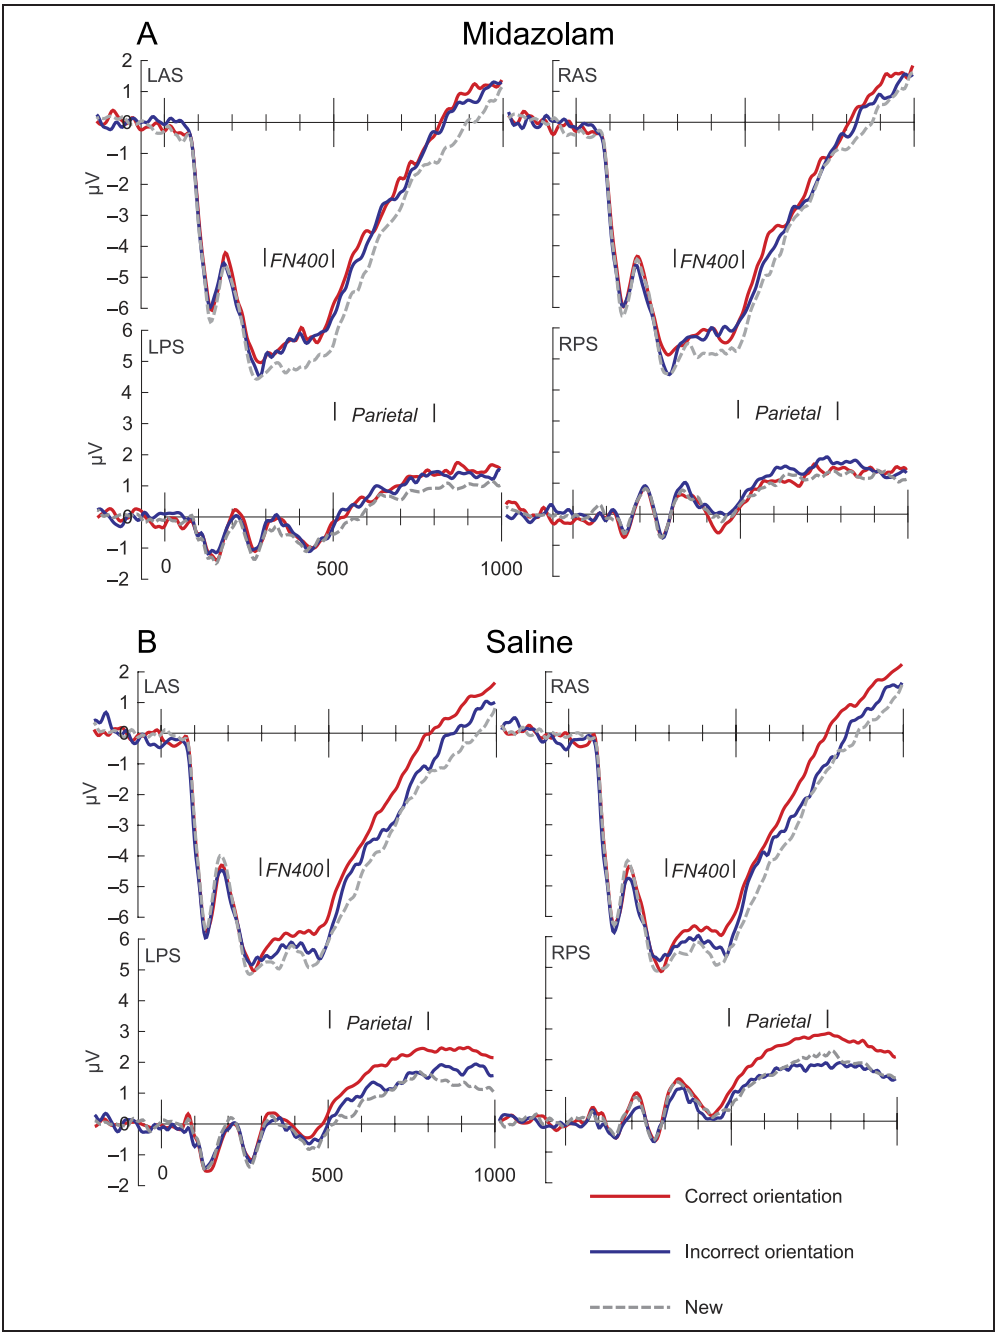 A Midazolam
2 LAS RAS
1
0
–1
–2
–3
–4
–5
–6
µV
FN400 FN400
6 LPS RPS
5
4
3
2
1
0
–1
–2
µV
Parietal Parietal
0 500 1000
B Saline
2 LAS RAS
1
0
–1
–2
–3
–4
–5
–6
µV
FN400 FN400
6 LPS RPS
5
4
3
2
1
0
–1
–2
µV
Parietal Parietal
0 500 1000
Correct orientation
Incorrect orientation
New